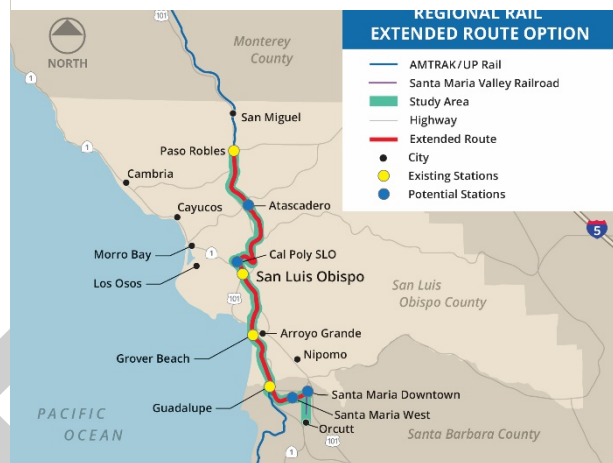 REGIONAL RAIL
EXTENDED ROUTE OPTION
AMTRAK/UP Rail
Santa Maria Valley Railroad
Study Area
Highway
Extended Route
City
Existing Stations
Potential Stations
NORTH
101
Monterey
County
1
San Miguel
1
Paso Robles
Cambria
Cayucos
Atascadero
5
Morro Bay
1
Cal Poly SLO
Los Osos
San Luis Obispo
101
San Luis
Obispo County
Arroyo Grande
Grover Beach
Nipomo
Guadalupe
Santa Maria Downtown
Santa Maria West
PACIFIC
OCEAN
Orcutt
101
Santa Barbara County
1